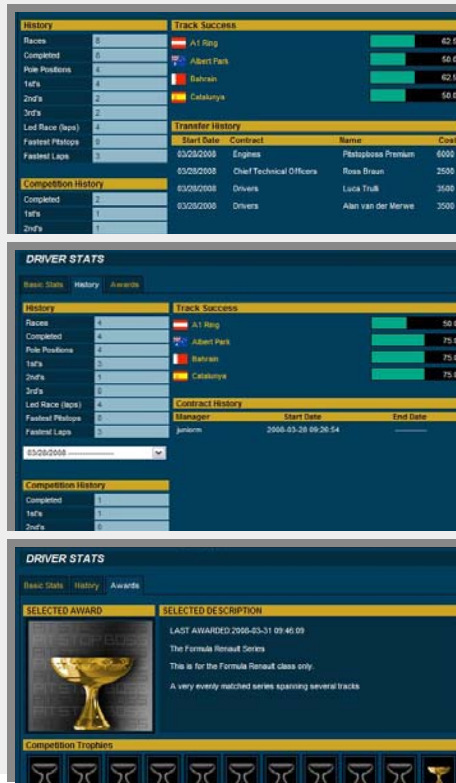 History
Races 8
Completed 6
Pole Positions 4
1st's 4
2nd's 2
3rd's 2
Led Race (laps) 4
Fastest Pitstops 0
Fastest Laps 3
Competition History
Completed 2
1st's 1
2nd's 1
Track Success
A1 Ring 62.5
Albert Park 50.0
Bahrain 62.5
Catalunya 50.0
Transfer History
Start Date Contract Name Cost
03/28/2008 Engines Pitstopboss Premium 6000
03/28/2008 Chief Technical Officers Ross Braun 2500
03/28/2008 Drivers Luca Trulli 3500
03/28/2008 Drivers Alan van der Merwe 3500
DRIVER STATS
Basic Stats History Awards
History
Races 4
Completed 4
Pole Positions 4
1st's 3
2nd's 1
3rd's 0
Led Race (laps) 4
Fastest Pitstops 0
Fastest Laps 3
03/28/2008 ------------
Competition History
Completed 1
1st's 1
2nd's 0
Track Success
A1 Ring 50.0
Albert Park 75.0
Bahrain 75.0
Catalunya 75.0
Contract History
Manager Start Date End Date
juniorm 2008-03-28 09:26:54 ------------
DRIVER STATS
Basic Stats History Awards
SELECTED AWARD
PITSTOPBOSS
SELECTED DESCRIPTION
LAST AWARDED:2008-03-31 09:46:09
The Formula Renault Series
This is for the Formula Renault class only.
A very evenly matched series spanning several tracks
Competition Trophies